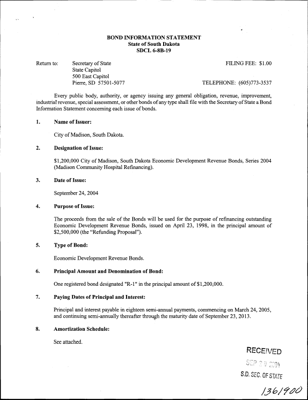 BOND INFORMATION STATEMENT
State of South Dakota
SDCL 6-8B-19
Return to: Secretary of State FILING FEE: $1.00
State Capitol
500 East Capitol
Pierre, SD 57501-5077 TELEPHONE: (605)773-3537
Every public body, authority, or agency issuing any general obligation, revenue, improvement,
industrial revenue, special assessment, or other bonds of any type shall file with the Secretary of State a Bond
Information Statement concerning each issue of bonds.
1. Name of Issuer:
City of Madison, South Dakota.
2. Designation of Issue:
$1,200,000 City of Madison, South Dakota Economic Development Revenue Bonds, Series 2004
(Madison Community Hospital Refinancing).
3. Date of Issue:
September 24, 2004
4. Purpose of Issue:
The proceeds from the sale of the Bonds will be used for the purpose of refinancing outstanding
Economic Development Revenue Bonds, issued on April 23, 1998, in the principal amount of
$2,500,000 (the "Refunding Proposal").
5. Type of Bond:
Economic Development Revenue Bonds.
6. Principal Amount and Denomination of Bond:
One registered bond designated "R-1" in the principal amount of $1,200,000.
7. Paying Dates of Principal and Interest:
Principal and interest payable in eighteen semi-annual payments, commencing on March 24, 2005,
and continuing semi-annually thereafter through the maturity date of September 23, 2013.
8. Amortization Schedule:
See attached.
RECEIVED
SEP 2004
S.D. SEC. OF STATE
1361900